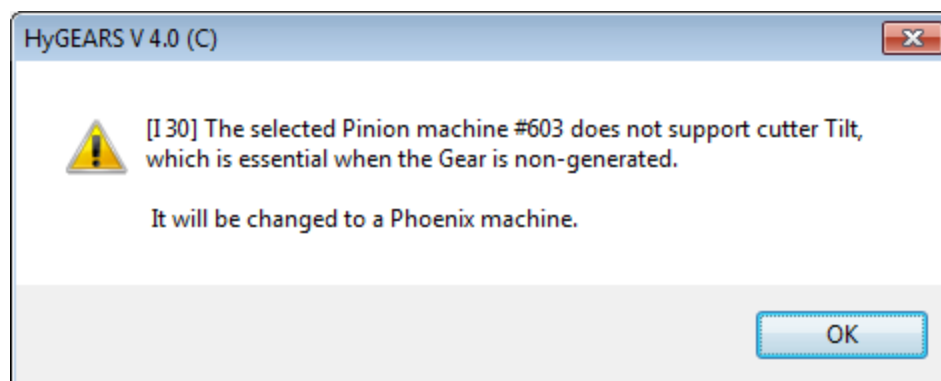 HyGEARS V 4.0 (C)
[I 30] The selected Pinion machine #603 does not support cutter Tilt,
which is essential when the Gear is non-generated.
It will be changed to a Phoenix machine.
OK